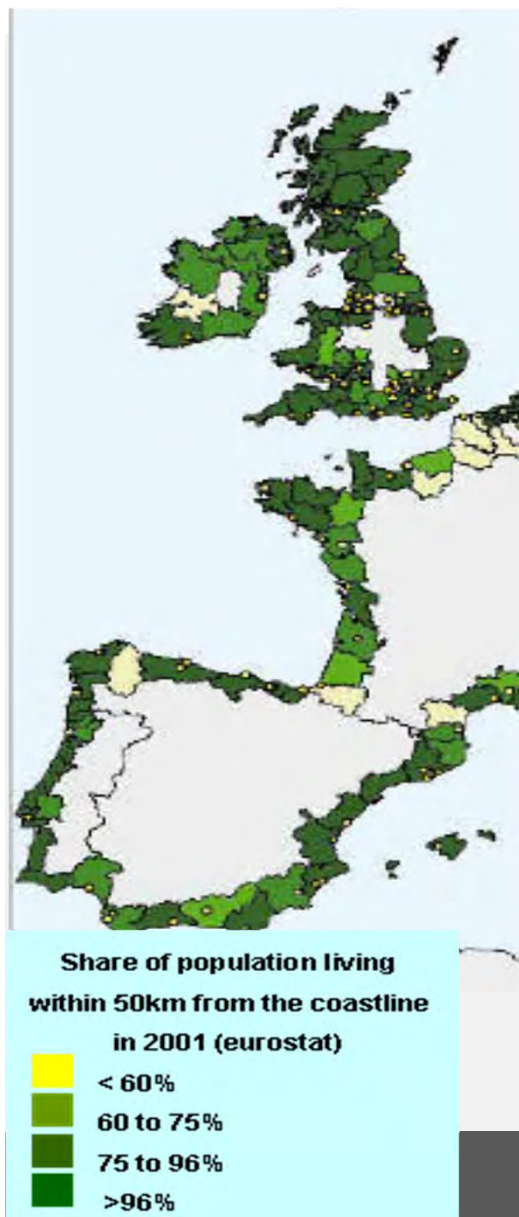 Share of population living
within 50km from the coastline
in 2001 (eurostat)
< 60%
60 to 75%
75 to 96%
>96%